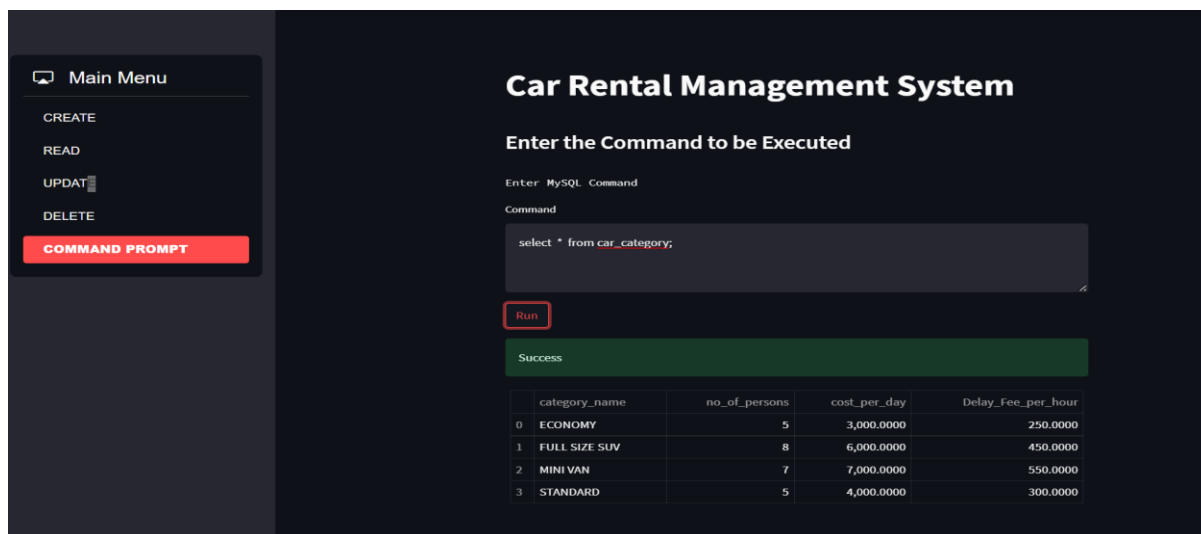 Main Menu
CREATE
READ
UPDAT
DELETE
COMMAND PROMPT
Car Rental Management System
Enter the Command to be Executed
Enter MySQL Command
Command
select * from car_category;
Run
Success
category_name no_of_persons cost_per_day Delay_Fee_per_hour
0 ECONOMY 5 3,000.0000 250.0000
1 FULL SIZE SUV 8 6,000.0000 450.0000
2 MINI VAN 7 7,000.0000 550.0000
3 STANDARD 5 4,000.0000 300.0000